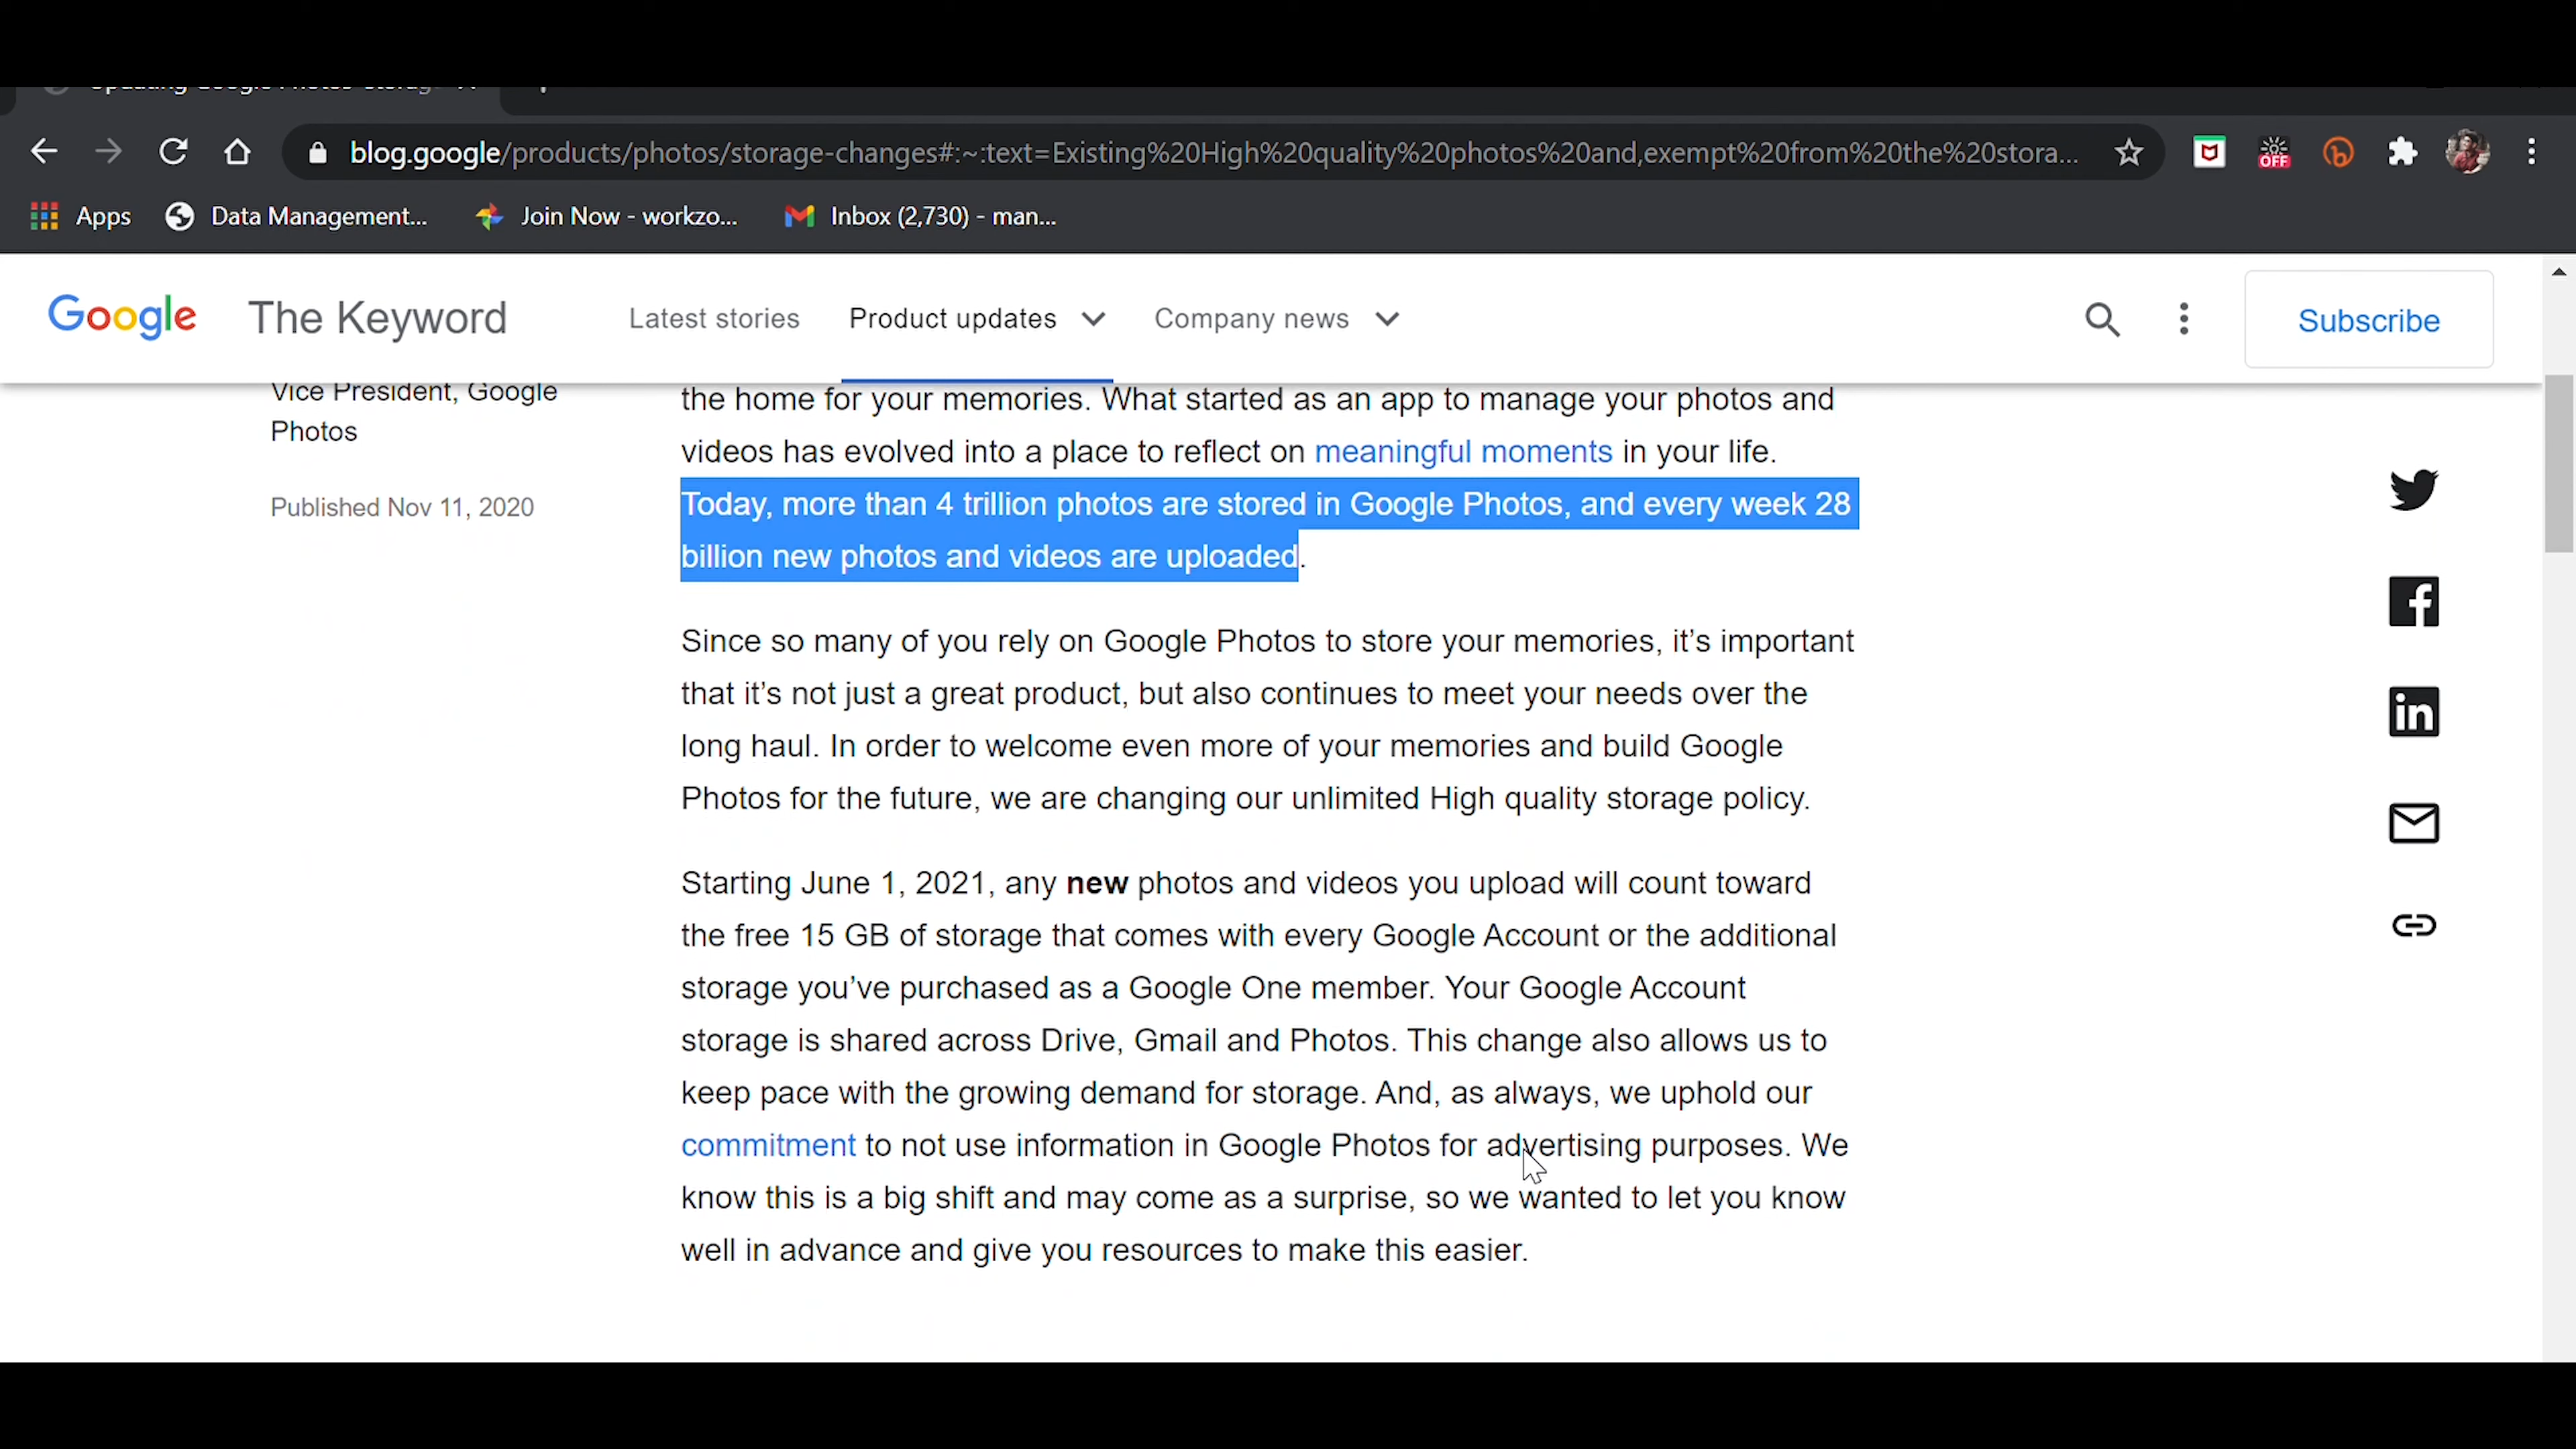 Updating Google Photos' storag
blog.google/products/photos/storage-changes#:~:text=Existing%20High%20quality%20photos%20and,exempt%20from%20the%20stora...
OFF
Apps
Data Management...
Join Now - workzo...
Inbox (2,730) - man...
Google
The Keyword
Latest stories
Product updates
Company news
Subscribe
Vice President, Google
Photos
Published Nov 11, 2020
the home for your memories. What started as an app to manage your photos and
videos has evolved into a place to reflect on meaningful moments in your life.
Today, more than 4 trillion photos are stored in Google Photos, and every week 28
billion new photos and videos are uploaded.
Since so many of you rely on Google Photos to store your memories, it’s important
that it’s not just a great product, but also continues to meet your needs over the
long haul. In order to welcome even more of your memories and build Google
Photos for the future, we are changing our unlimited High quality storage policy.
Starting June 1, 2021, any new photos and videos you upload will count toward
the free 15 GB of storage that comes with every Google Account or the additional
storage you’ve purchased as a Google One member. Your Google Account
storage is shared across Drive, Gmail and Photos. This change also allows us to
keep pace with the growing demand for storage. And, as always, we uphold our
commitment to not use information in Google Photos for advertising purposes. We
know this is a big shift and may come as a surprise, so we wanted to let you know
well in advance and give you resources to make this easier.